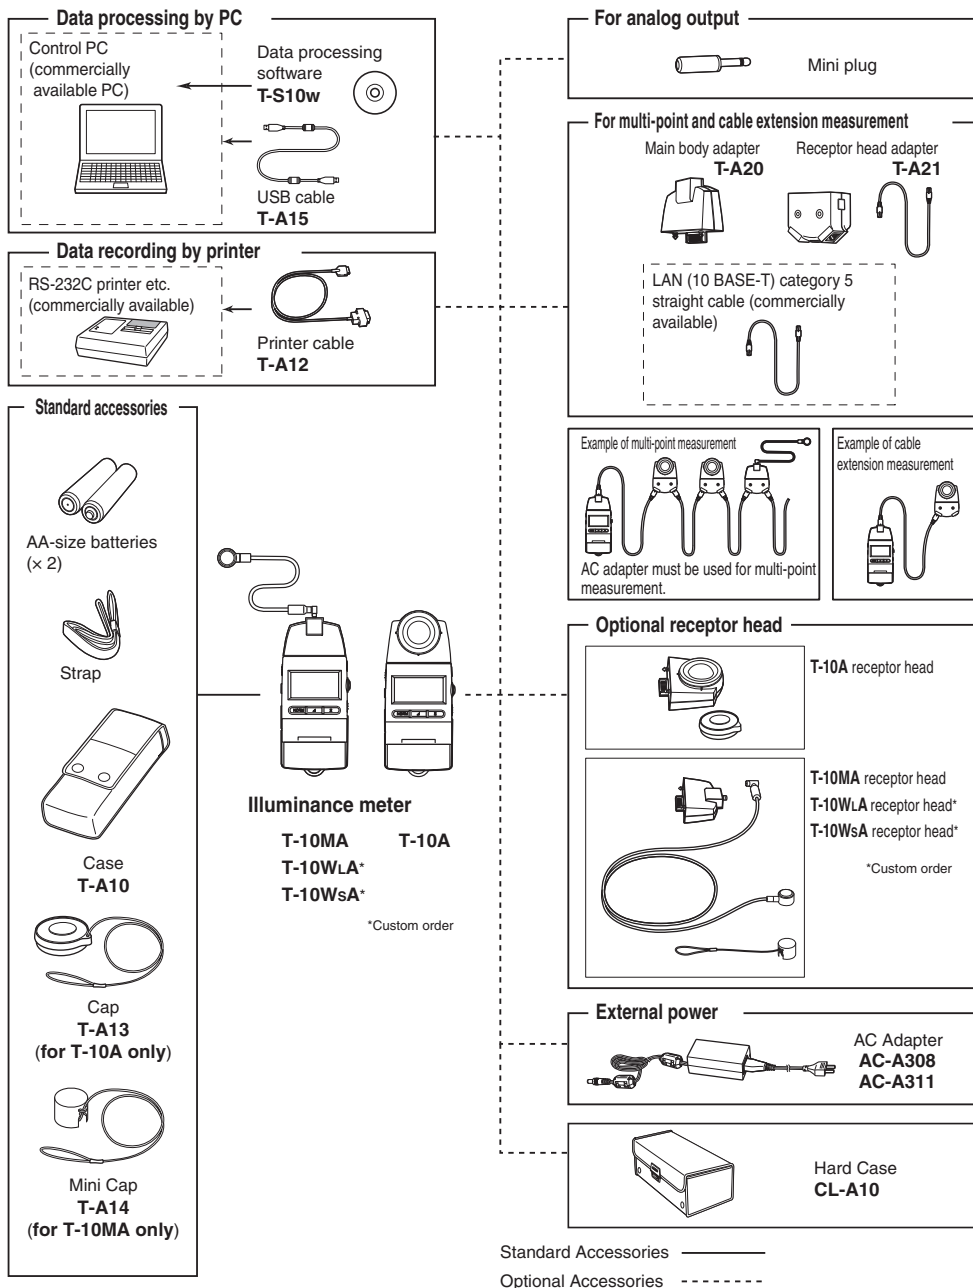 Data processing by PC
Control PC
(commercially
available PC)
Data processing
software
T-S10w
USB cable
T-A15
Data recording by printer
RS-232C printer etc.
(commercially available)
Printer cable
T-A12
Standard accessories
AA-size batteries
(× 2)
Strap
Case
T-A10
Cap
T-A13
(for T-10A only)
Mini Cap
T-A14
(for T-10MA only)
Illuminance meter
T-10MA
T-10A
T-10WLA*
T-10WsA*
*Custom order
For analog output
Mini plug
For multi-point and cable extension measurement
Main body adapter
T-A20
Receptor head adapter
T-A21
LAN (10 BASE-T) category 5
straight cable (commercially
available)
Example of multi-point measurement
AC adapter must be used for multi-point
measurement.
Example of cable
extension measurement
Optional receptor head
T-10A receptor head
T-10MA receptor head
T-10WLA receptor head*
T-10WsA receptor head*
*Custom order
External power
AC Adapter
AC-A308
AC-A311
Hard Case
CL-A10
Standard Accessories
Optional Accessories